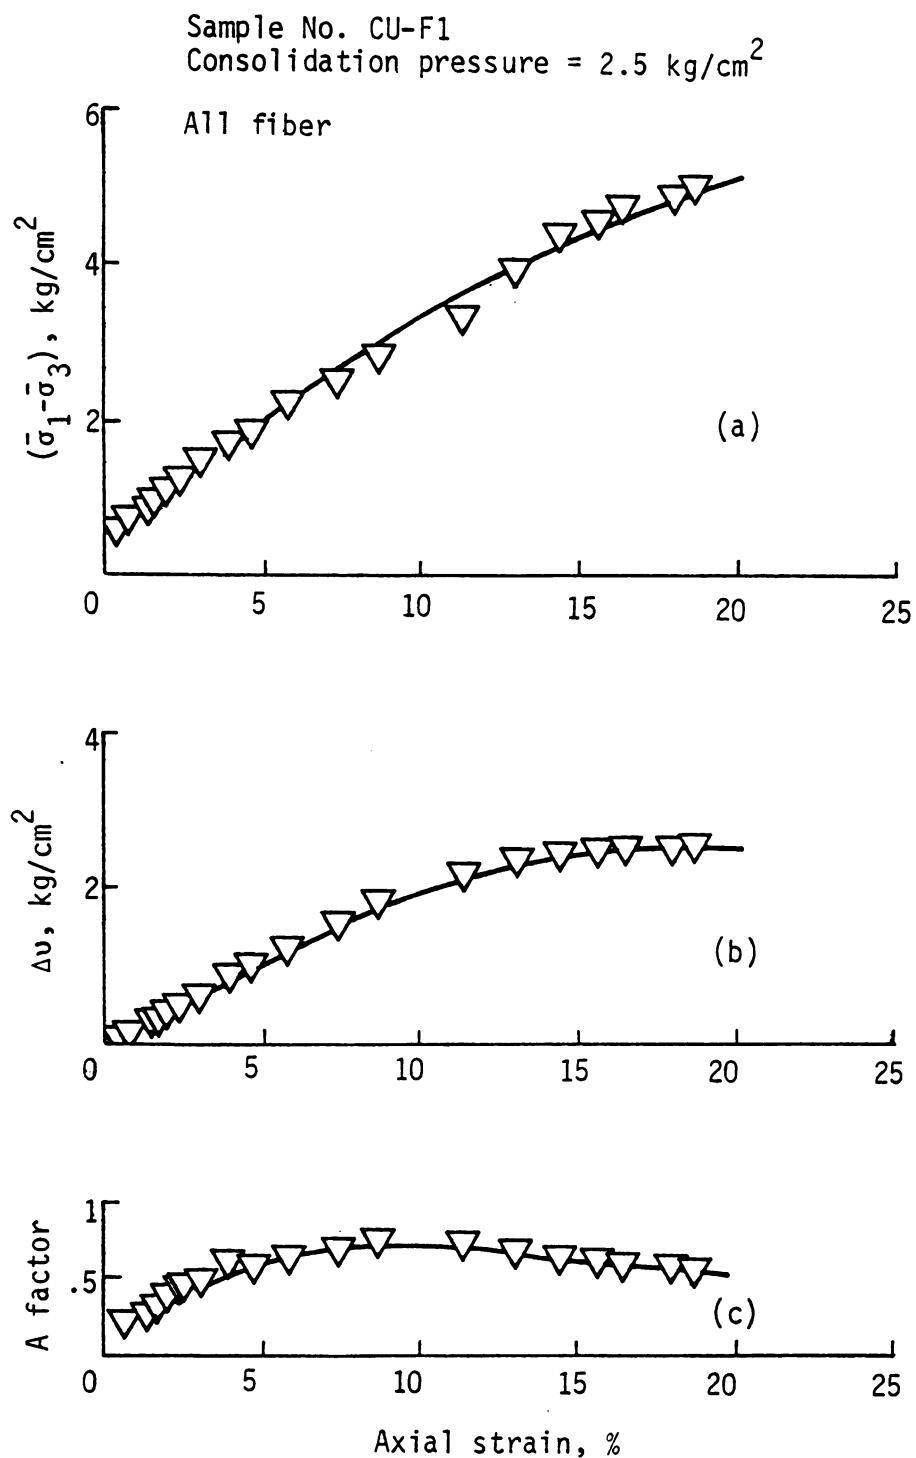 Sample No. CU-F1
Consolidation pressure = 2.5 kg/cm²
All fiber
6
4
2
(σ̄₁-σ̄₃), kg/cm²
(a)
0 5 10 15 20 25
4
2
Δυ, kg/cm²
(b)
0 5 10 15 20 25
1
.5
A factor
(c)
0 5 10 15 20 25
Axial strain, %